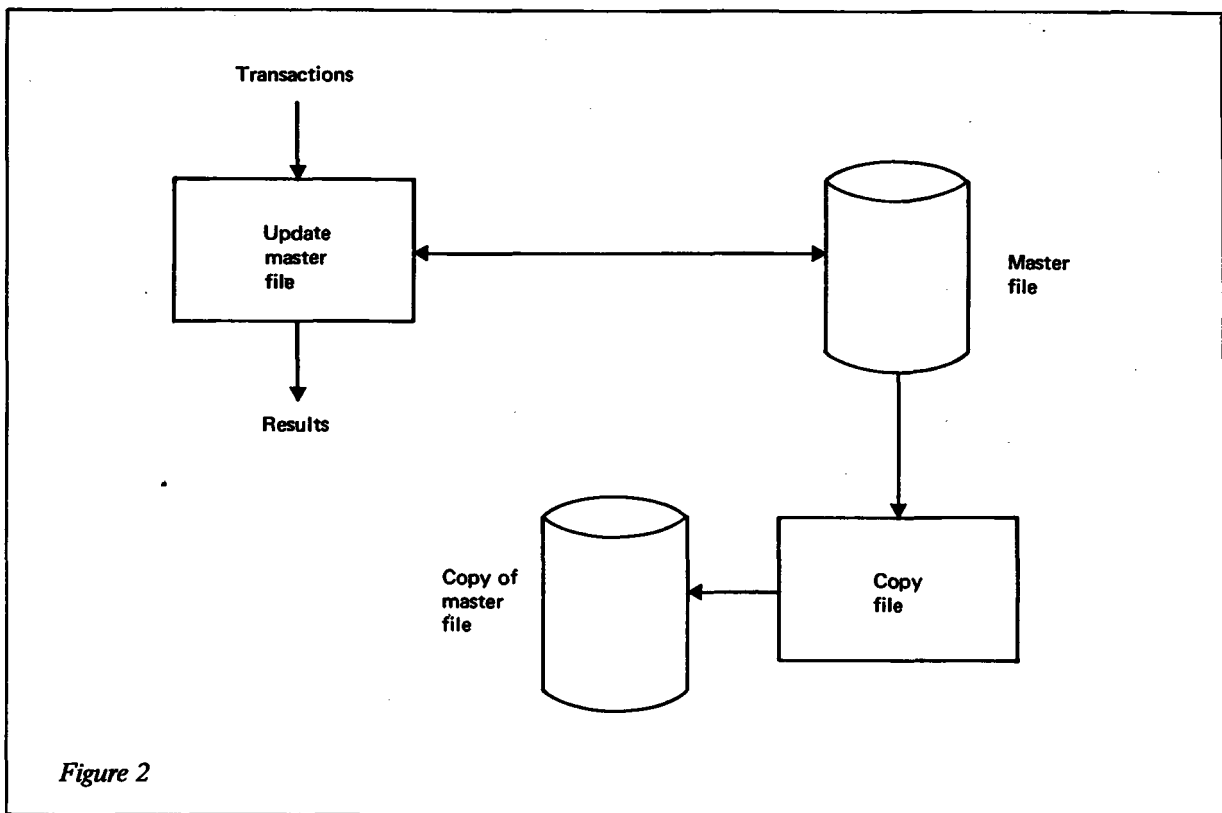 Transactions
Update
master
file
Master
file
Results
Copy of
master
file
Copy
file
Figure 2